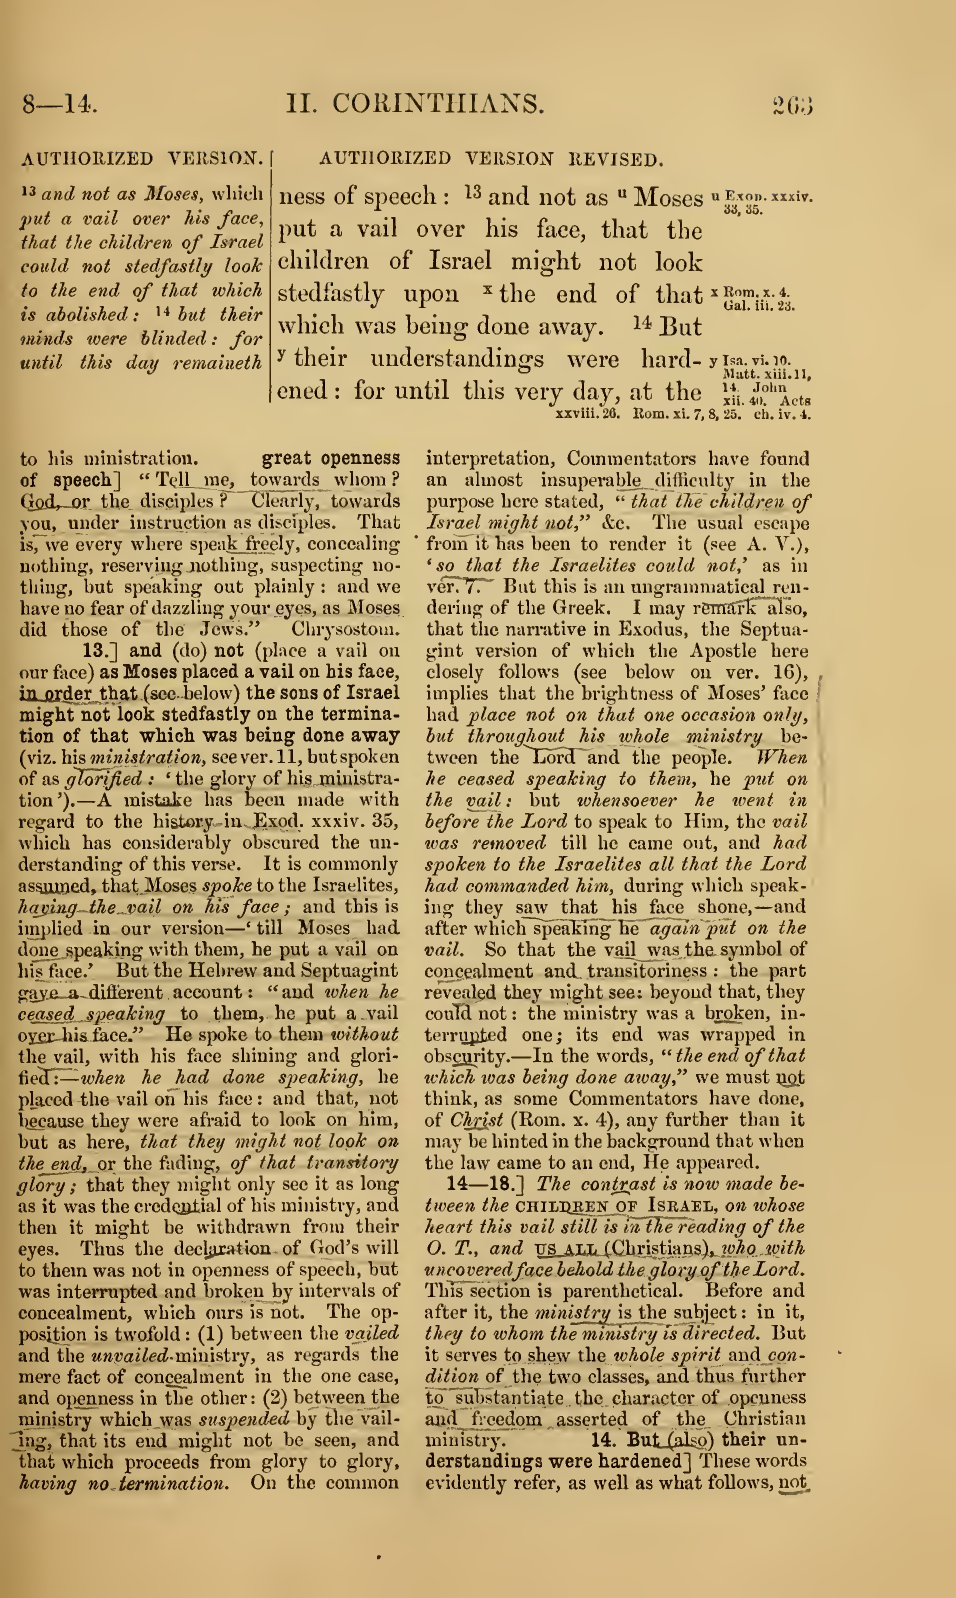 8—14.
II. CORINTHIANS.
263
AUTHORIZED VERSION.
13 and not as Moses, which
put a vail over his face,
that the children of Israel
could not stedfastly look
to the end of that which
is abolished: 14 but their
minds were blinded: for
until this day remaineth
AUTHORIZED VERSION REVISED.
ness of speech: 13 and not as u Moses
put a vail over his face, that the
children of Israel might not look
stedfastly upon x the end of that
which was being done away. 14 But
y their understandings were hard-
ened: for until this very day, at the
u Exod. xxxiv.
33, 35.
x Rom. x. 4.
Gal. iii. 23.
y Isa. vi. 10.
Matt. xiii. 11,
14. John
xii. 40. Acts
xxviii. 26. Rom. xi. 7, 8, 25. ch. iv. 4.
to his ministration. great openness
of speech] “Tell me, towards whom?
God, or the disciples? Clearly, towards
you, under instruction as disciples. That
is, we every where speak freely, concealing
nothing, reserving nothing, suspecting no-
thing, but speaking out plainly: and we
have no fear of dazzling your eyes, as Moses
did those of the Jews.” Chrysostom.
13.] and (do) not (place a vail on
our face) as Moses placed a vail on his face,
in order that (see below) the sons of Israel
might not look stedfastly on the termina-
tion of that which was being done away
(viz. his ministration, see ver. 11, but spoken
of as glorified: ‘the glory of his ministra-
tion’).—A mistake has been made with
regard to the history in Exod. xxxiv. 35,
which has considerably obscured the un-
derstanding of this verse. It is commonly
assumed, that Moses spoke to the Israelites,
having the vail on his face; and this is
implied in our version—‘till Moses had
done speaking with them, he put a vail on
his face.’ But the Hebrew and Septuagint
gave a different account: “and when he
ceased speaking to them, he put a vail
over his face.” He spoke to them without
the vail, with his face shining and glori-
fied:—when he had done speaking, he
placed the vail on his face: and that, not
because they were afraid to look on him,
but as here, that they might not look on
the end, or the fading, of that transitory
glory; that they might only see it as long
as it was the credential of his ministry, and
then it might be withdrawn from their
eyes. Thus the declaration of God's will
to them was not in openness of speech, but
was interrupted and broken by intervals of
concealment, which ours is not. The op-
position is twofold: (1) between the vailed
and the unvailed ministry, as regards the
mere fact of concealment in the one case,
and openness in the other: (2) between the
ministry which was suspended by the vail-
ing, that its end might not be seen, and
that which proceeds from glory to glory,
having no termination. On the common
interpretation, Commentators have found
an almost insuperable difficulty in the
purpose here stated, “that the children of
Israel might not,” &c. The usual escape
from it has been to render it (see A. V.),
‘so that the Israelites could not,’ as in
ver. 7. But this is an ungrammatical ren-
dering of the Greek. I may remark also,
that the narrative in Exodus, the Septua-
gint version of which the Apostle here
closely follows (see below on ver. 16),
implies that the brightness of Moses' face
had place not on that one occasion only,
but throughout his whole ministry be-
tween the Lord and the people. When
he ceased speaking to them, he put on
the vail: but whensoever he went in
before the Lord to speak to Him, the vail
was removed till he came out, and had
spoken to the Israelites all that the Lord
had commanded him, during which speak-
ing they saw that his face shone,—and
after which speaking he again put on the
vail. So that the vail was the symbol of
concealment and transitoriness: the part
revealed they might see: beyond that, they
could not: the ministry was a broken, in-
terrupted one; its end was wrapped in
obscurity.—In the words, “the end of that
which was being done away,” we must not
think, as some Commentators have done,
of Christ (Rom. x. 4), any further than it
may be hinted in the background that when
the law came to an end, He appeared.
14—18.] The contrast is now made be-
tween the CHILDREN OF ISRAEL, on whose
heart this vail still is in the reading of the
O. T., and US ALL (Christians), who with
uncovered face behold the glory of the Lord.
This section is parenthetical. Before and
after it, the ministry is the subject: in it,
they to whom the ministry is directed. But
it serves to shew the whole spirit and con-
dition of the two classes, and thus further
to substantiate the character of openness
and freedom asserted of the Christian
ministry. 14. But (also) their un-
derstandings were hardened] These words
evidently refer, as well as what follows, not